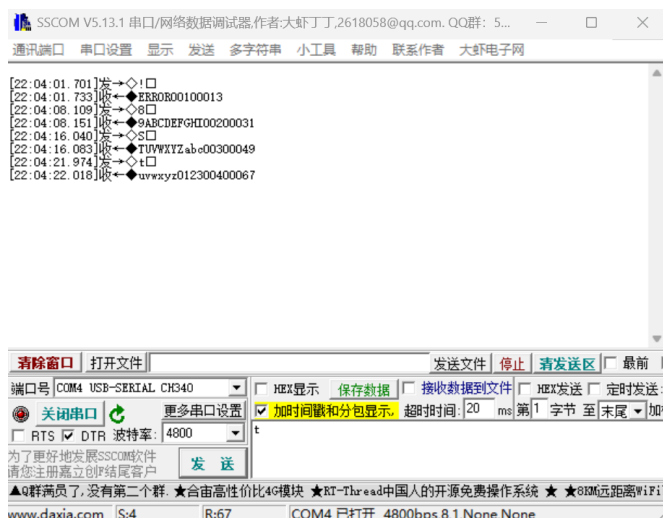 SSCOM V5.13.1 串口/网络数据调试器,作者:大虾丁丁,2618058@qq.com. QQ群: 5...
通讯端口 串口设置 显示 发送 多字符串 小工具 帮助 联系作者 大虾电子网
[22:04:01.701]发→◇!□
[22:04:01.733]收←◆ERROR00100013
[22:04:08.109]发→◇8□
[22:04:08.151]收←◆9ABCDEFGHI00200031
[22:04:16.040]发→◇S□
[22:04:16.083]收←◆TUVWXYZabc00300049
[22:04:21.974]发→◇t□
[22:04:22.018]收←◆uvwxyz012300400067
清除窗口 打开文件 发送文件 停止 清发送区 最前
端口号 COM4 USB-SERIAL CH340 HEX显示 保存数据 接收数据到文件 HEX发送 定时发送:
关闭串口 更多串口设置 加时间戳和分包显示, 超时时间: 20 ms 第 1 字节 至 末尾 加
RTS DTR 波特率: 4800 t
为了更好地发展SSCOM软件
请您注册嘉立创F结尾客户 发 送
▲Q群满员了,没有第二个群. ★合宙高性价比4G模块 ★RT-Thread中国人的开源免费操作系统 ★ ★8KM远距离WiFi
www.daxia.com S:4 R:67 COM4 已打开 4800bps,8,1,None,None